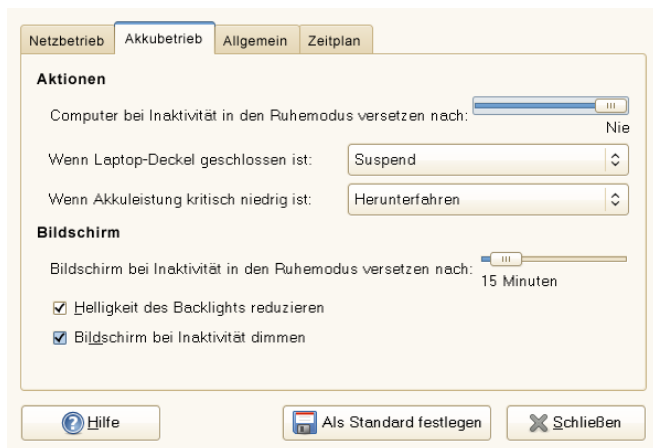 Netzbetrieb Akkubetrieb Allgemein Zeitplan
Aktionen
Computer bei Inaktivität in den Ruhemodus versetzen nach:
Nie
Wenn Laptop-Deckel geschlossen ist: Suspend
Wenn Akkuleistung kritisch niedrig ist: Herunterfahren
Bildschirm
Bildschirm bei Inaktivität in den Ruhemodus versetzen nach:
15 Minuten
Helligkeit des Backlights reduzieren
Bildschirm bei Inaktivität dimmen
Hilfe Als Standard festlegen Schließen